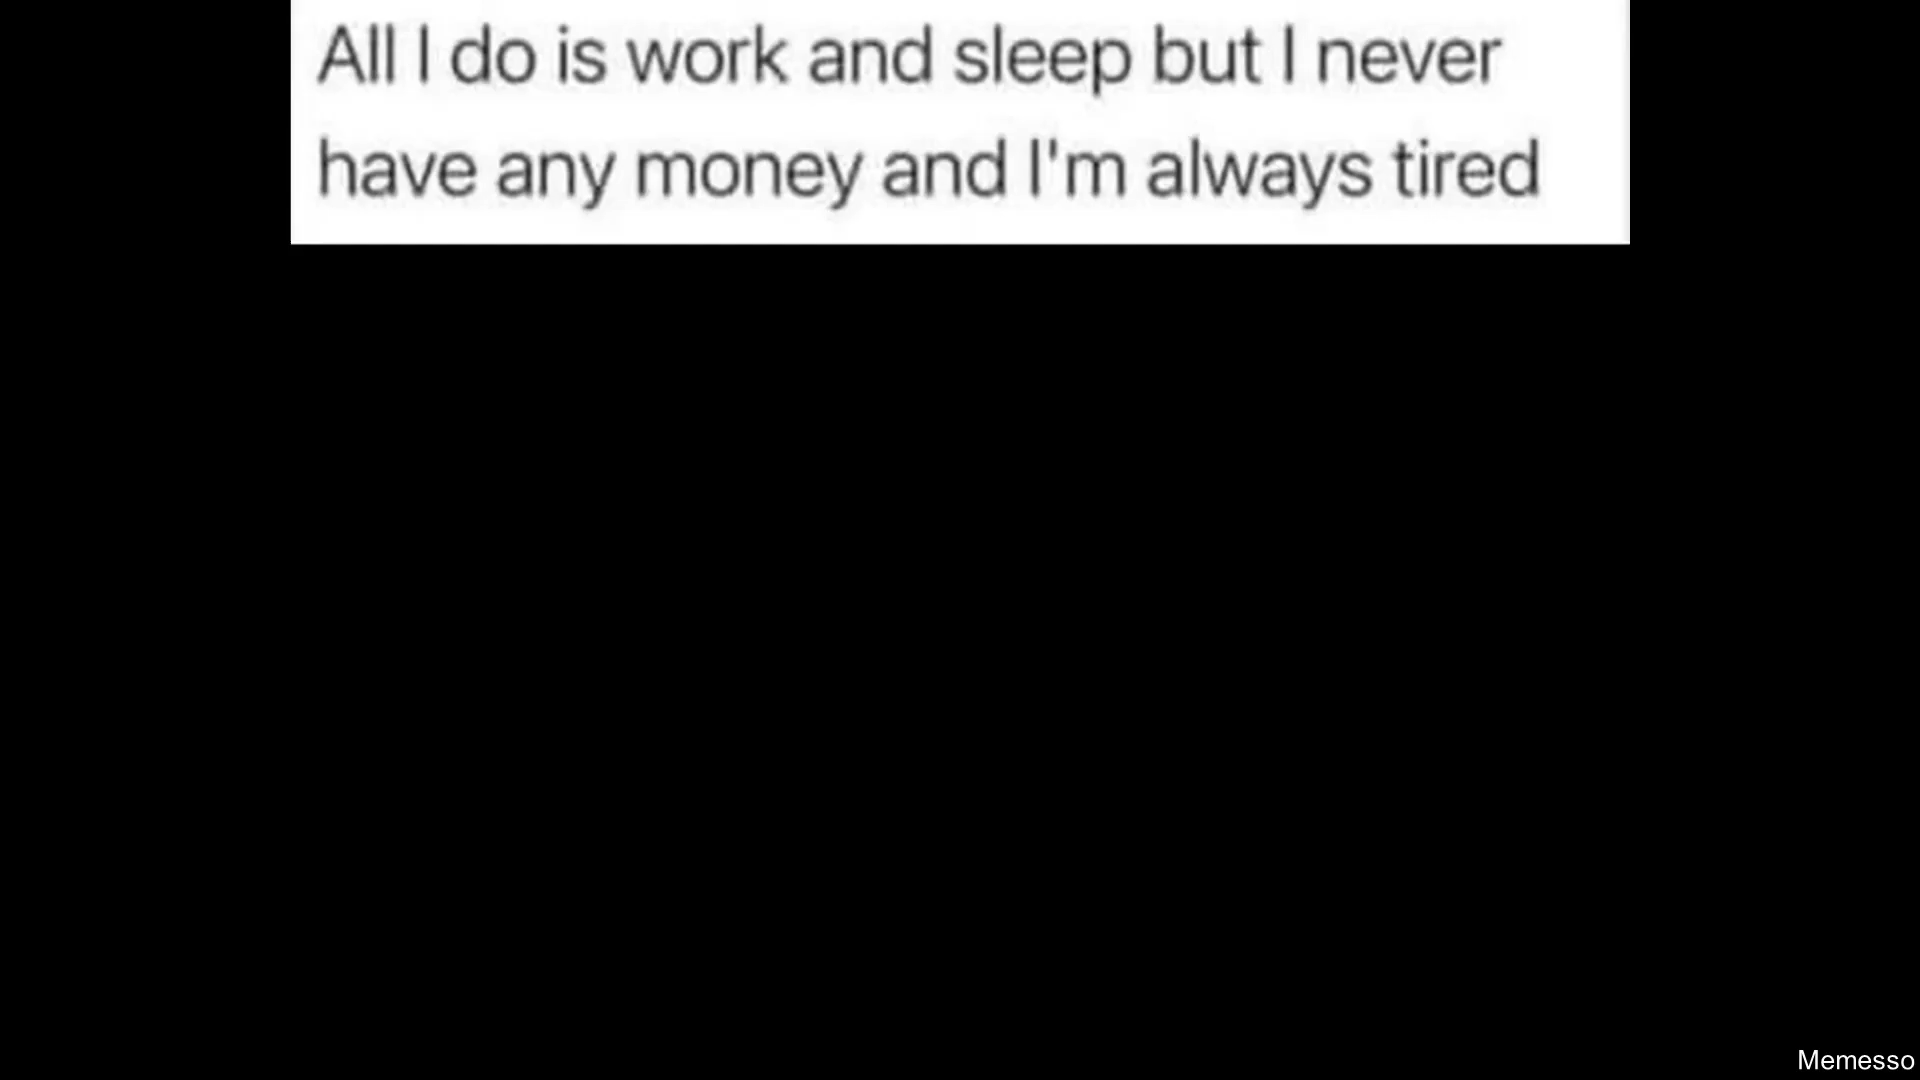 All I do is work and sleep but I never
have any money and I'm always tired
Memesso